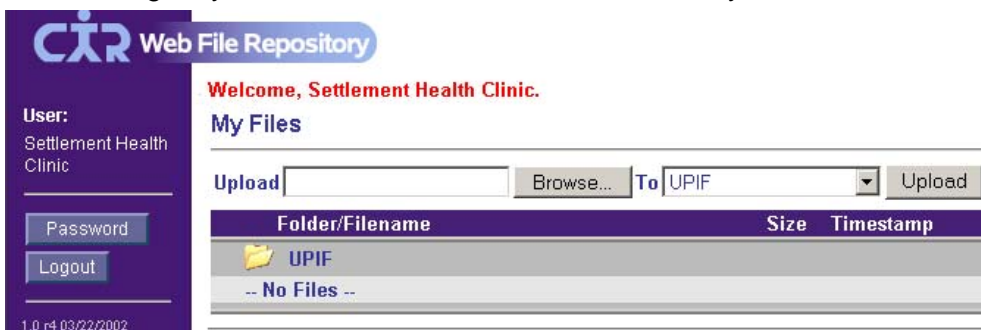 CIR Web File Repository
Welcome, Settlement Health Clinic.
My Files
User:
Settlement Health
Clinic
Password
Logout
1.0 r4 03/22/2002
Upload Browse... To UPIF Upload
Folder/Filename Size Timestamp
UPIF
-- No Files --